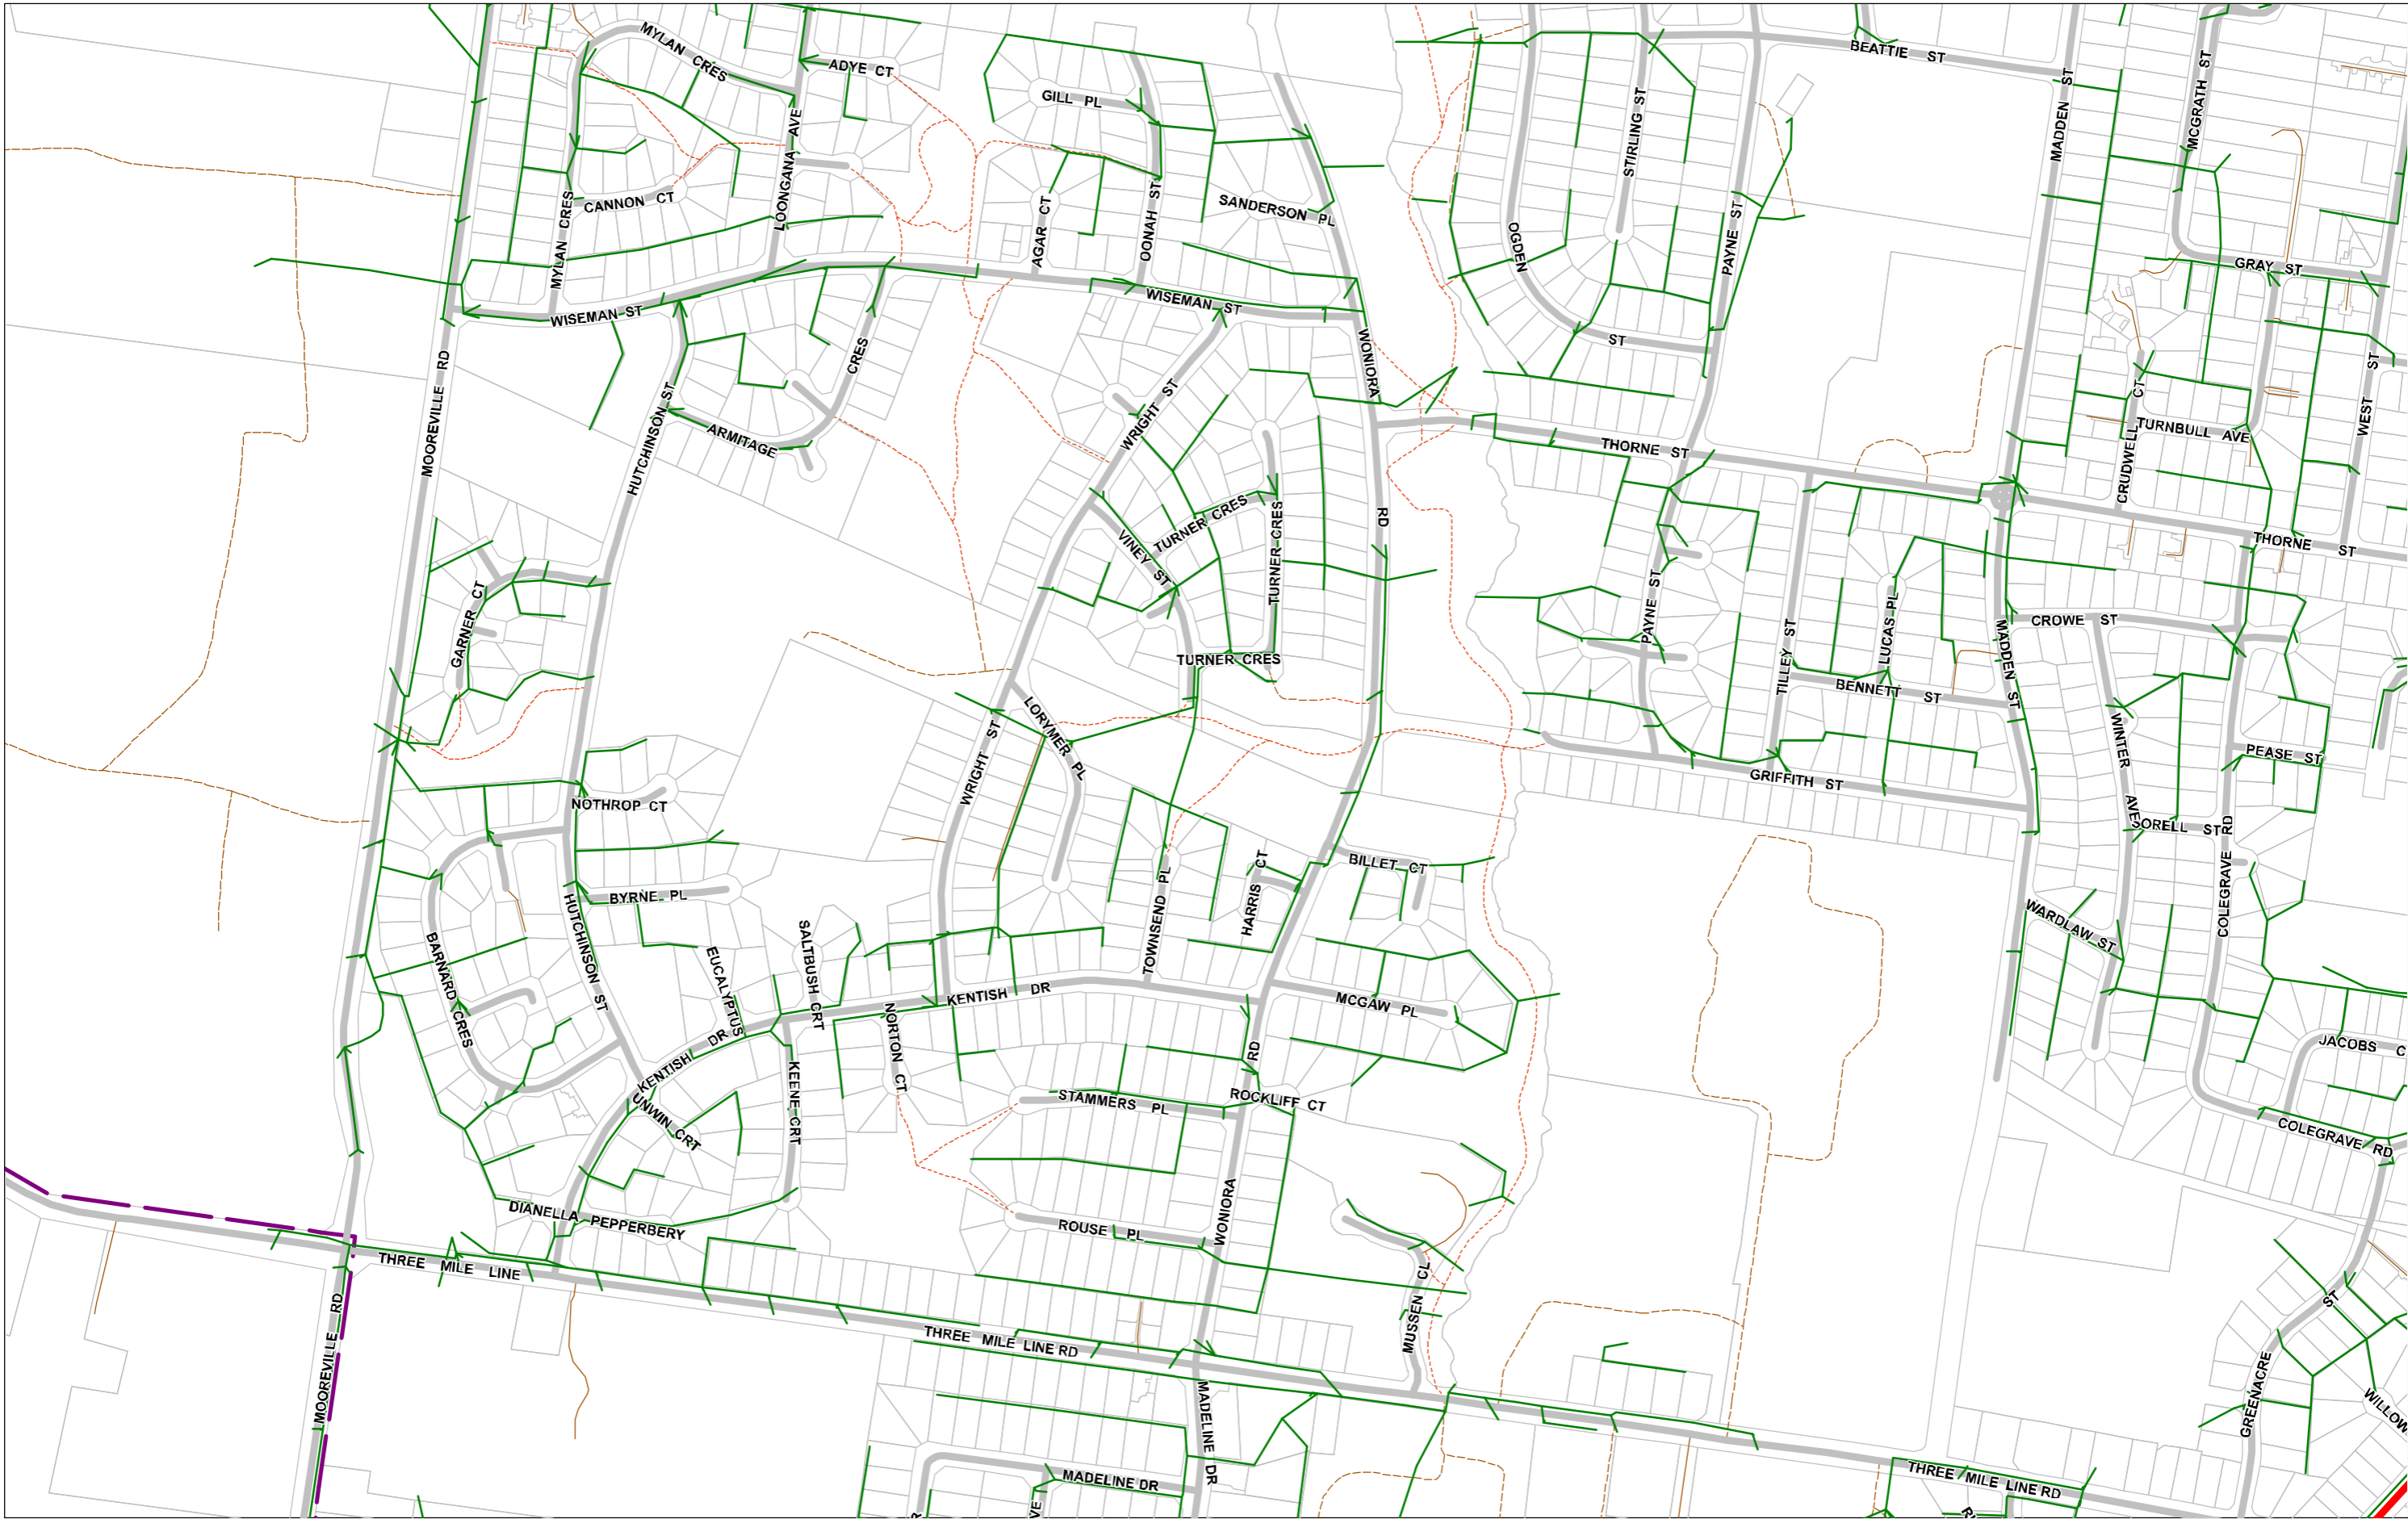 MYLAN CRES
ADYE CT
GILL PL
BEATTIE ST
MADDEN ST
MCGRATH ST
STIRLING ST
LOONGANA AVE
CANNON CT
MYLAN CRES
AGAR CT
OONAH ST
SANDERSON PL
OGDEN ST
PAYNE ST
GRAY ST
WISEMAN ST
WISEMAN ST
WONIORA RD
MOOREVILLE RD
HUTCHINSON ST
ARMITAGE CRES
WRIGHT ST
THORNE ST
CRUDWELL CT
TURNBULL AVE
WEST ST
TURNER CRES
VINEY ST
TURNER CRES
THORNE ST
GARNER CT
PAYNE ST
TILLEY ST
LUCAS PL
MADDEN ST
CROWE ST
TURNER CRES
BENNETT ST
LORYMER PL
WRIGHT ST
WINTER AVE
PEASE ST
GRIFFITH ST
NOTHROP CT
SORELL ST
COLEGRAVE RD
BILLET CT
HARRIS CT
BYRNE PL
TOWNSEND PL
WARDLAW ST
HUTCHINSON ST
BARNARD CRES
EUCALYPTUS
SALTBUSH CRT
KENTISH DR
NORTON CT
MCGAW PL
KENTISH DR
JACOBS C
KEENE CRT
UNWIN CRT
STAMMERS PL
ROCKLIFF CT
WONIORA RD
COLEGRAVE RD
DIANELLA PEPPERBERY
ROUSE PL
THREE MILE LINE
MUSSEN CL
MOOREVILLE RD
THREE MILE LINE RD
GREENACRE ST
WILLOW
MADELINE DR
MADELINE DR
VE
R
THREE MILE LINE RD